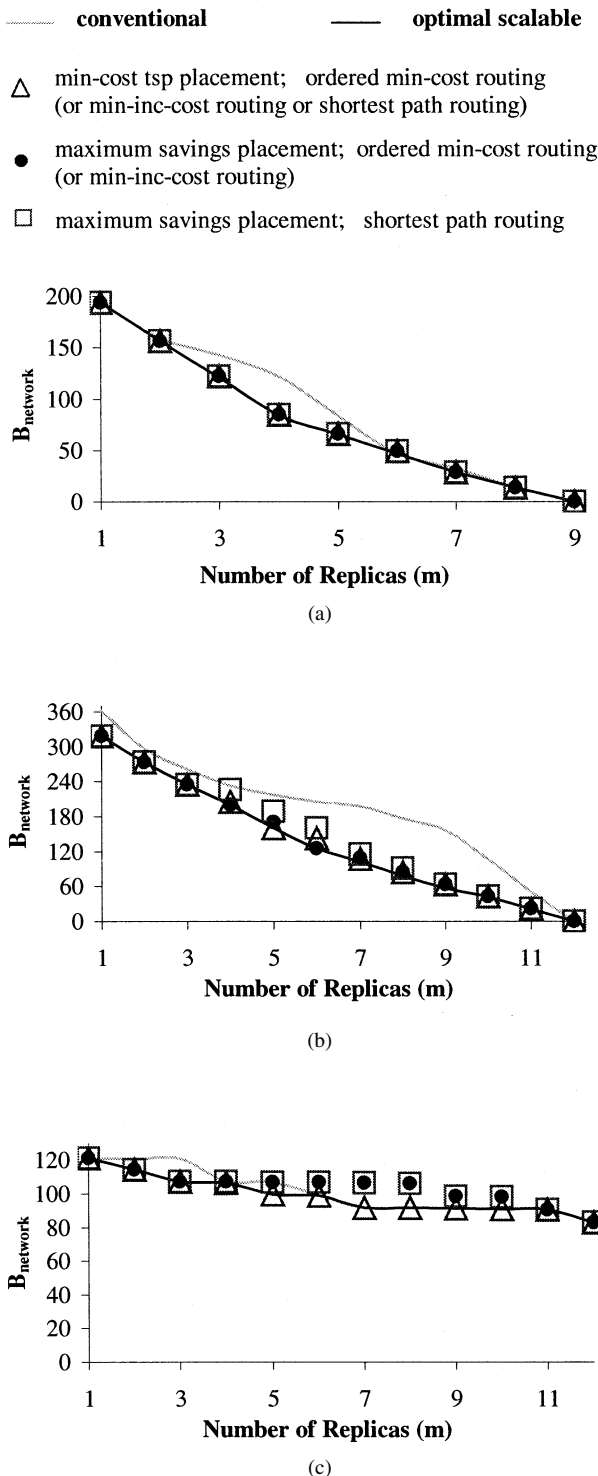 conventional optimal scalable
min-cost tsp placement; ordered min-cost routing
(or min-inc-cost routing or shortest path routing)
maximum savings placement; ordered min-cost routing
(or min-inc-cost routing)
maximum savings placement; shortest path routing
200
150
100
50
0
Bnetwork
1 3 5 7 9
Number of Replicas (m)
(a)
360
300
240
180
120
60
0
Bnetwork
1 3 5 7 9 11
Number of Replicas (m)
(b)
120
100
80
60
40
20
0
Bnetwork
1 3 5 7 9 11
Number of Replicas (m)
(c)